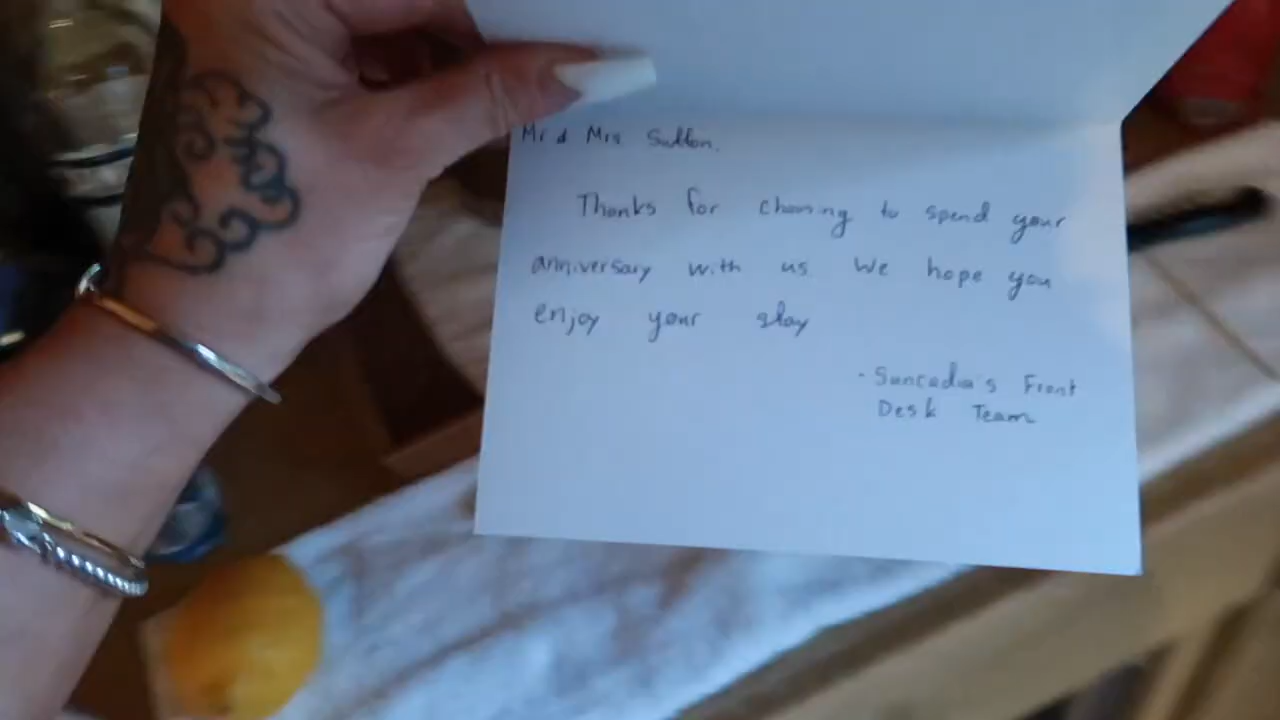 Mr & Mrs Sutton.
Thanks for choosing to spend your
anniversary with us We hope you
enjoy your stay
- Suncadia's Front
Desk Team